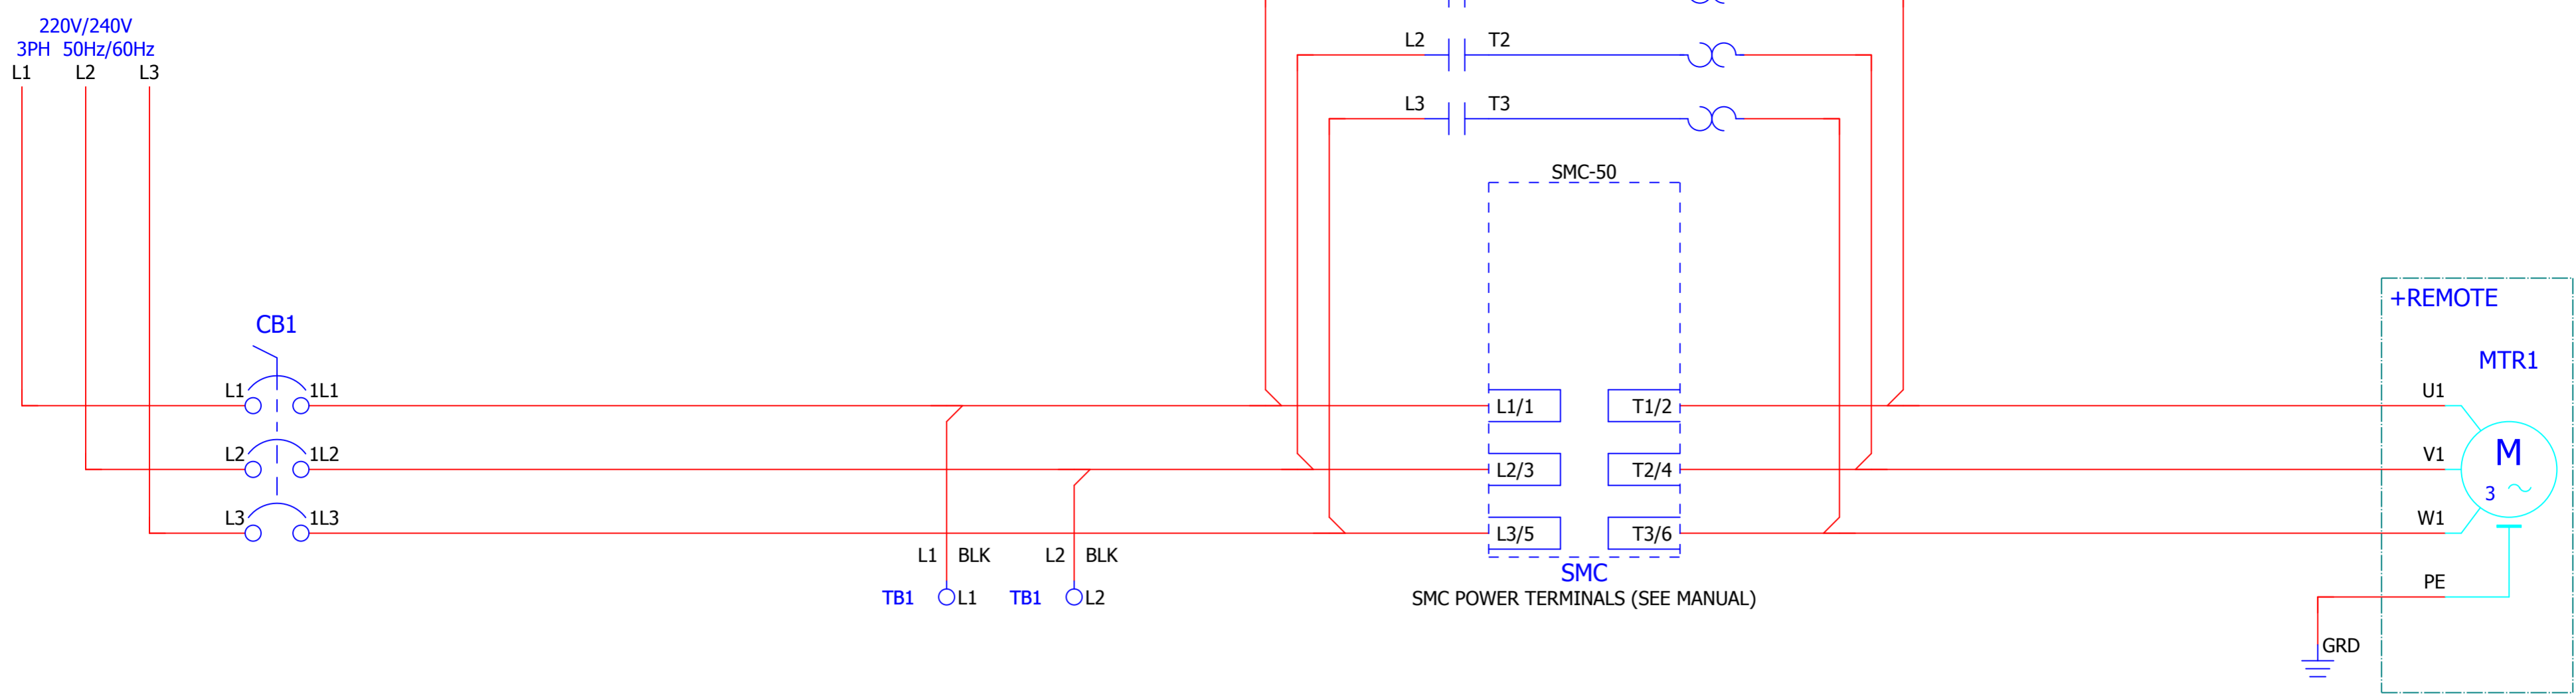 220V/240V
3PH 50Hz/60Hz
L1 L2 L3
L2 T2
L3 T3
SMC-50
+REMOTE
CB1
MTR1
L1 1L1
L1/1 T1/2
U1
L2 1L2
L2/3 T2/4
V1
M
3
L3 1L3
L3/5 T3/6
W1
L1 BLK L2 BLK
SMC
PE
TB1 L1 TB1 L2
SMC POWER TERMINALS (SEE MANUAL)
GRD